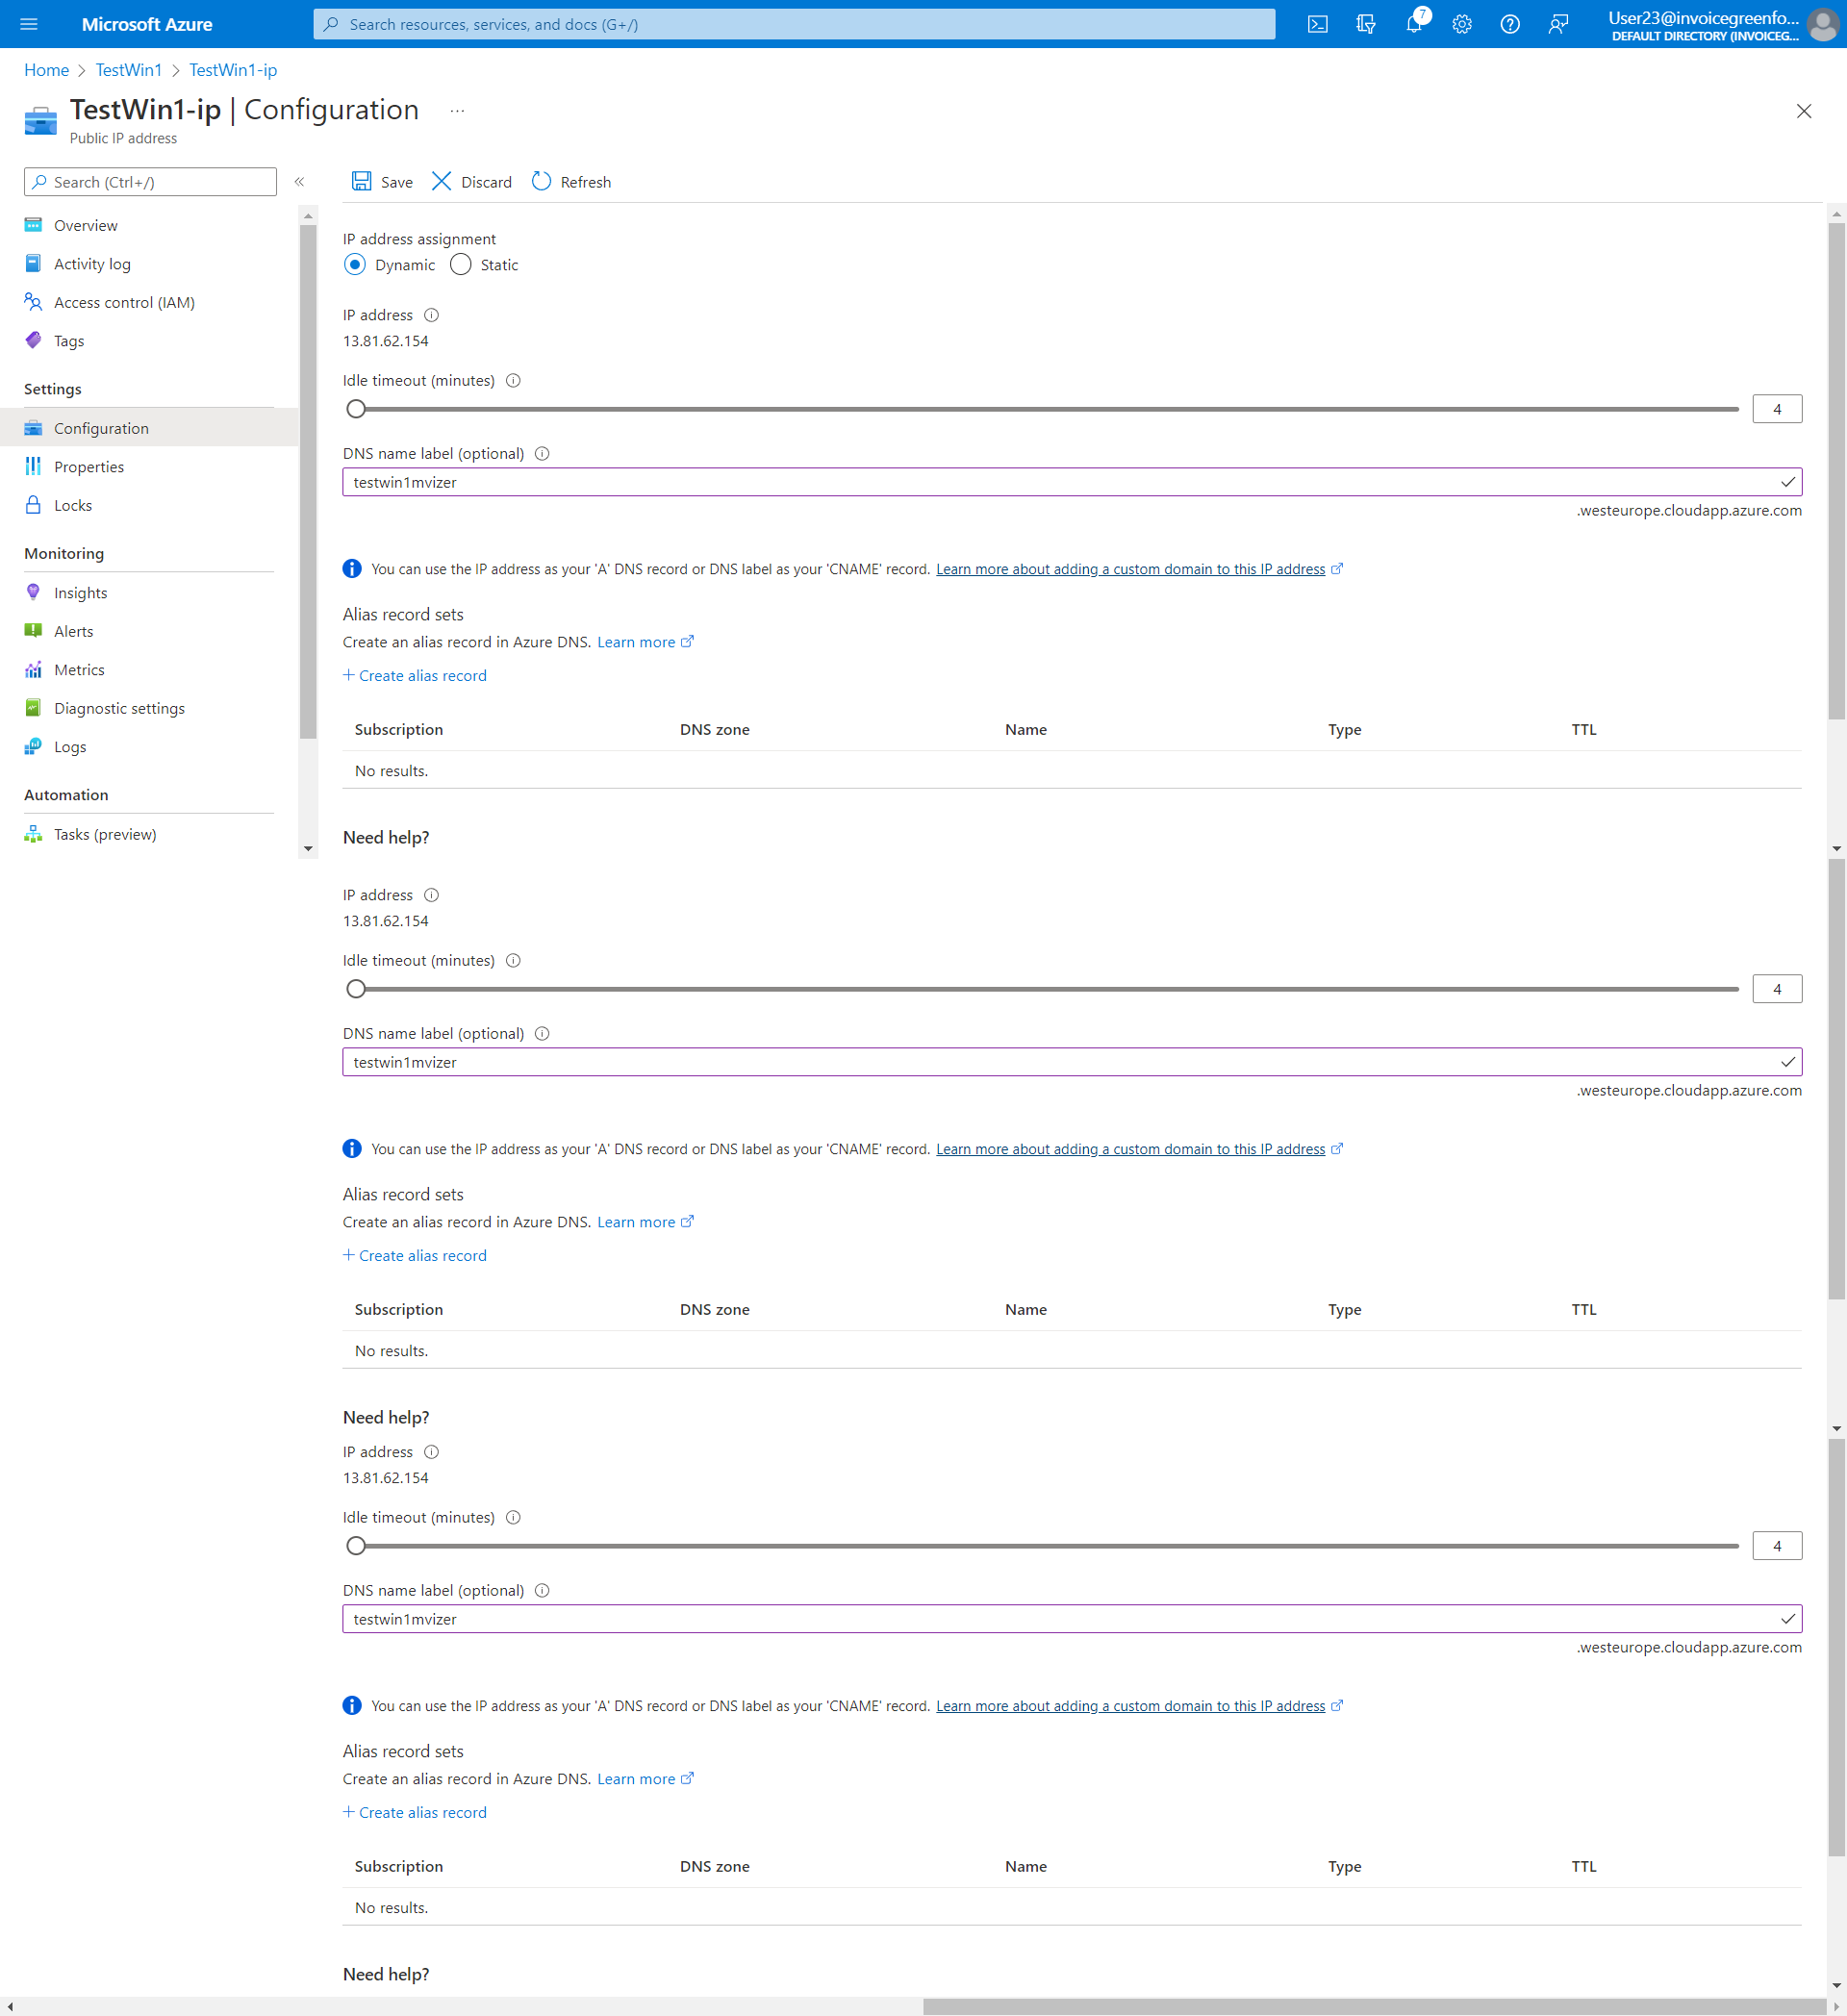 Microsoft Azure
Search resources, services, and docs (G+/)
7
User23@invoicegreenfo...
DEFAULT DIRECTORY (INVOICEG...
Home > TestWin1 > TestWin1-ip
TestWin1-ip | Configuration ...
Public IP address
Search (Ctrl+/)
«
Save
Discard
Refresh
Overview
Activity log
Access control (IAM)
Tags
Settings
Configuration
Properties
Locks
Monitoring
Insights
Alerts
Metrics
Diagnostic settings
Logs
Automation
Tasks (preview)
IP address assignment
Dynamic Static
IP address
13.81.62.154
Idle timeout (minutes)
4
DNS name label (optional)
testwin1mvizer
.westeurope.cloudapp.azure.com
You can use the IP address as your 'A' DNS record or DNS label as your 'CNAME' record. Learn more about adding a custom domain to this IP address
Alias record sets
Create an alias record in Azure DNS. Learn more
+ Create alias record
Subscription DNS zone Name Type TTL
No results.
Need help?
IP address
13.81.62.154
Idle timeout (minutes)
4
DNS name label (optional)
testwin1mvizer
.westeurope.cloudapp.azure.com
You can use the IP address as your 'A' DNS record or DNS label as your 'CNAME' record. Learn more about adding a custom domain to this IP address
Alias record sets
Create an alias record in Azure DNS. Learn more
+ Create alias record
Subscription DNS zone Name Type TTL
No results.
Need help?
IP address
13.81.62.154
Idle timeout (minutes)
4
DNS name label (optional)
testwin1mvizer
.westeurope.cloudapp.azure.com
You can use the IP address as your 'A' DNS record or DNS label as your 'CNAME' record. Learn more about adding a custom domain to this IP address
Alias record sets
Create an alias record in Azure DNS. Learn more
+ Create alias record
Subscription DNS zone Name Type TTL
No results.
Need help?